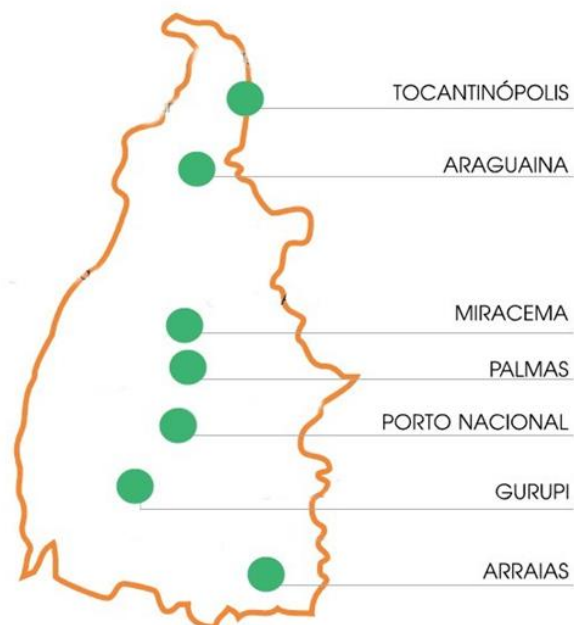 TOCANTINÓPOLIS
ARAGUAINA
MIRACEMA
PALMAS
PORTO NACIONAL
GURUPI
ARRAIAS